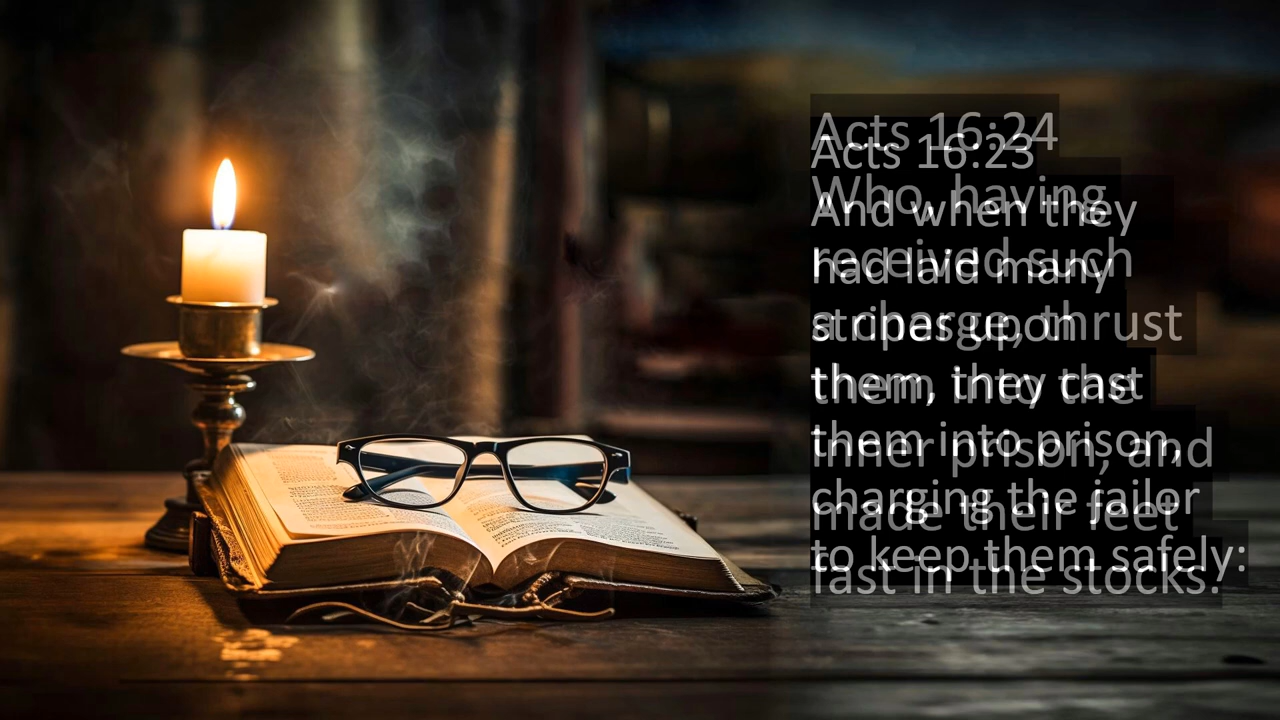 Acts 16:23
And when they
had laid many
stripes upon
them, they cast
them into prison,
charging the jailor
to keep them safely:
Acts 16:24
Who, having
received such
a charge, thrust
them into the
inner prison, and
made their feet
fast in the stocks.